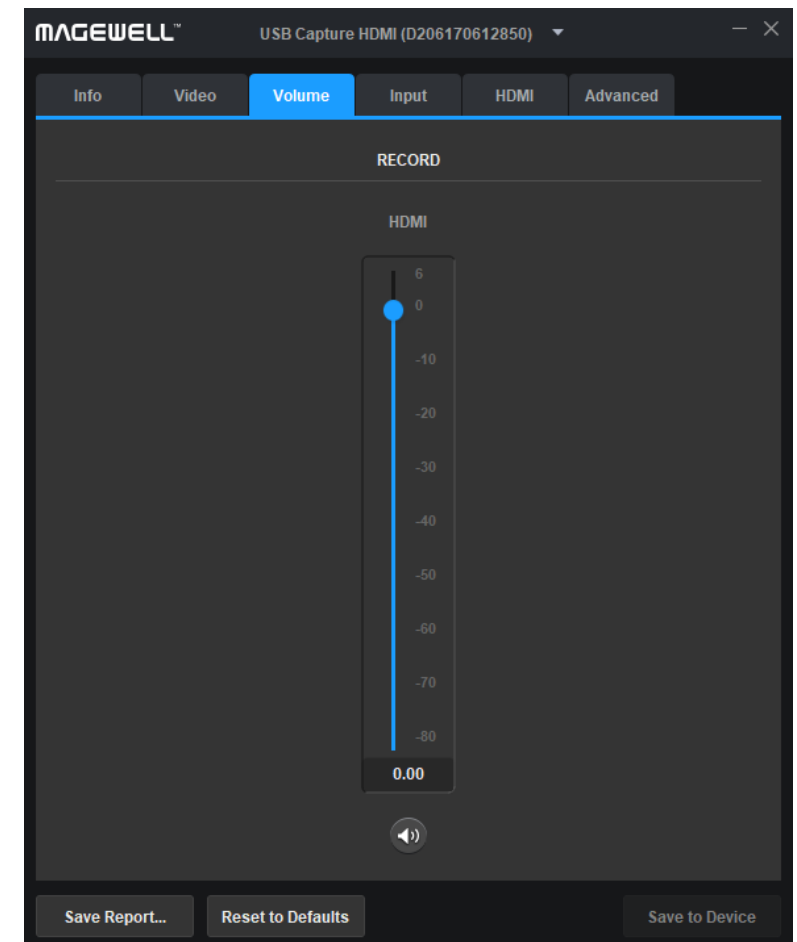 MAGEWELL™ USB Capture HDMI (D206170612850)
Info Video Volume Input HDMI Advanced
RECORD
HDMI
6
0
-10
-20
-30
-40
-50
-60
-70
-80
0.00
Save Report... Reset to Defaults Save to Device